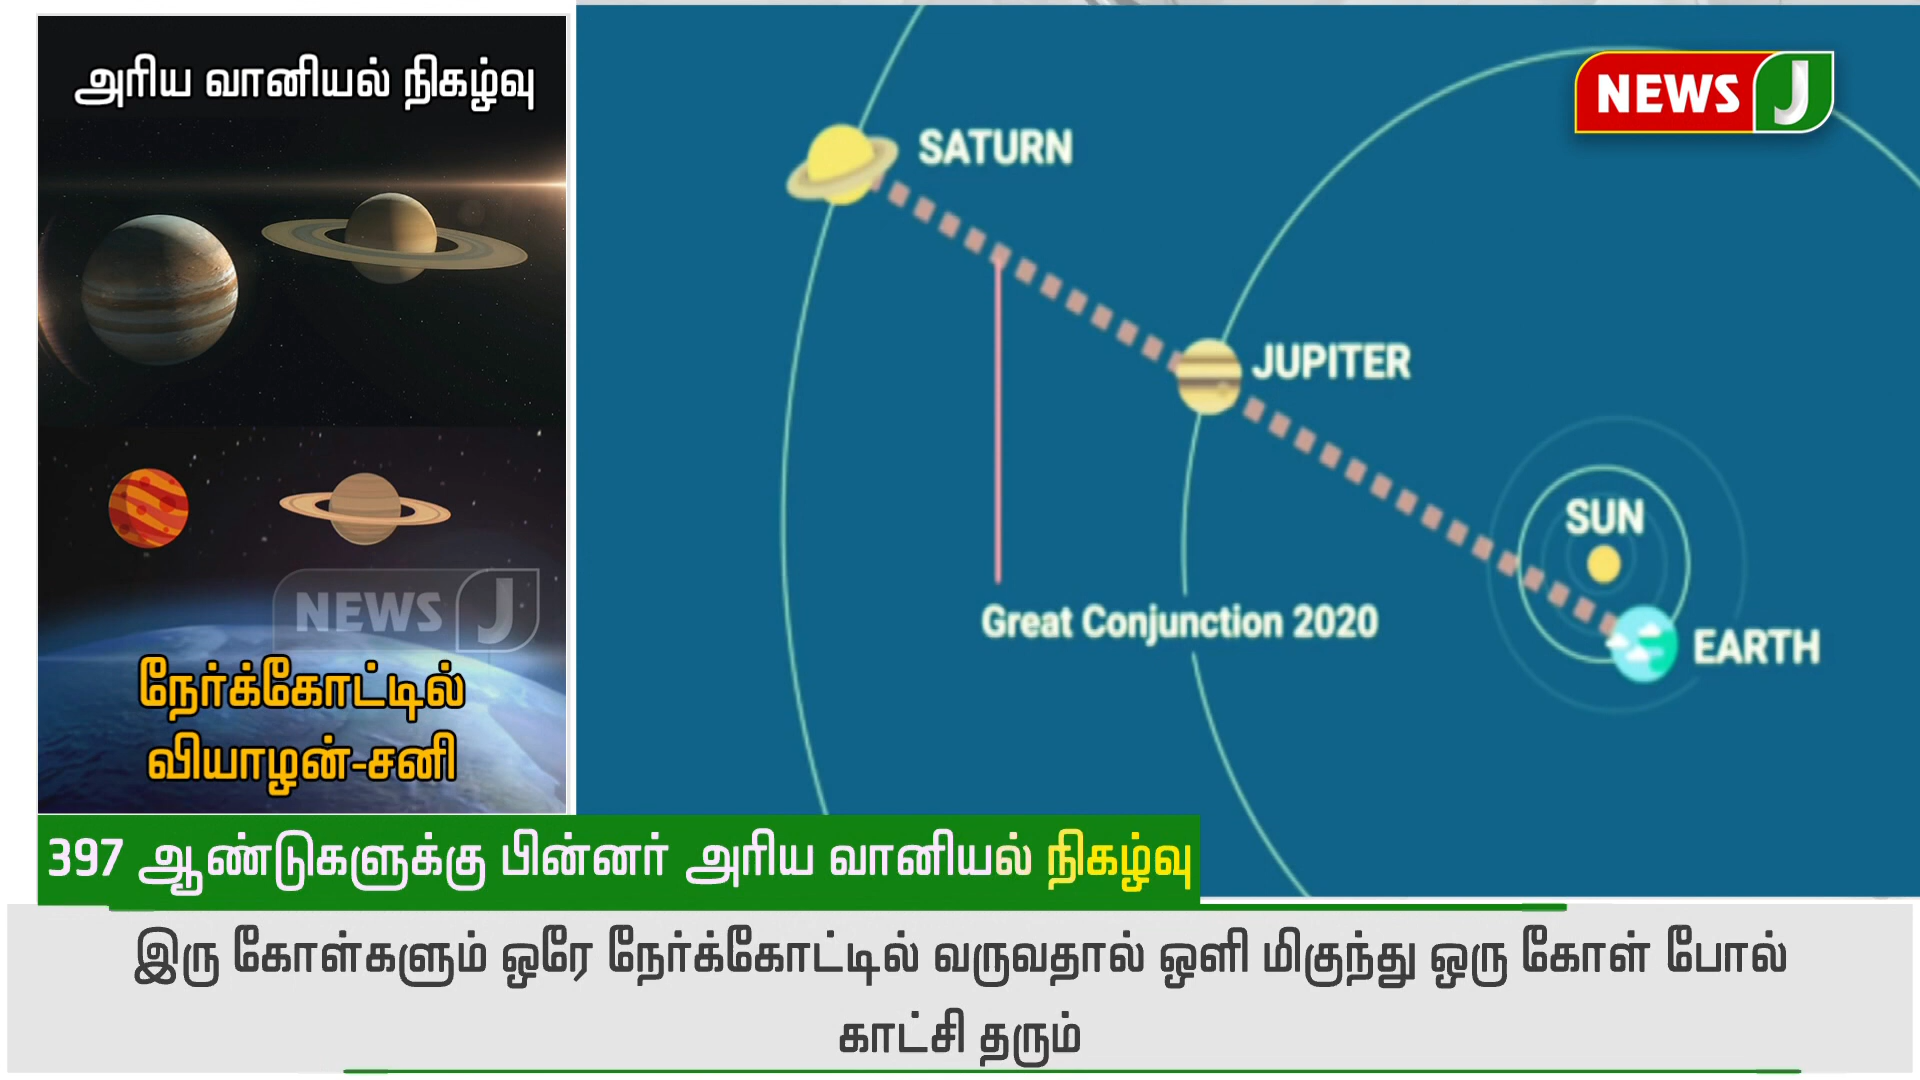 அரிய வானியல் நிகழ்வு
NEWS J
நேர்க்கோட்டில்
வியாழன்-சனி
NEWS J
SATURN
JUPITER
SUN
EARTH
Great Conjunction 2020
397 ஆண்டுகளுக்கு பின்னர் அரிய வானியல் நிகழ்வு
இரு கோள்களும் ஒரே நேர்க்கோட்டில் வருவதால் ஒளி மிகுந்து ஒரு கோள் போல்
காட்சி தரும்